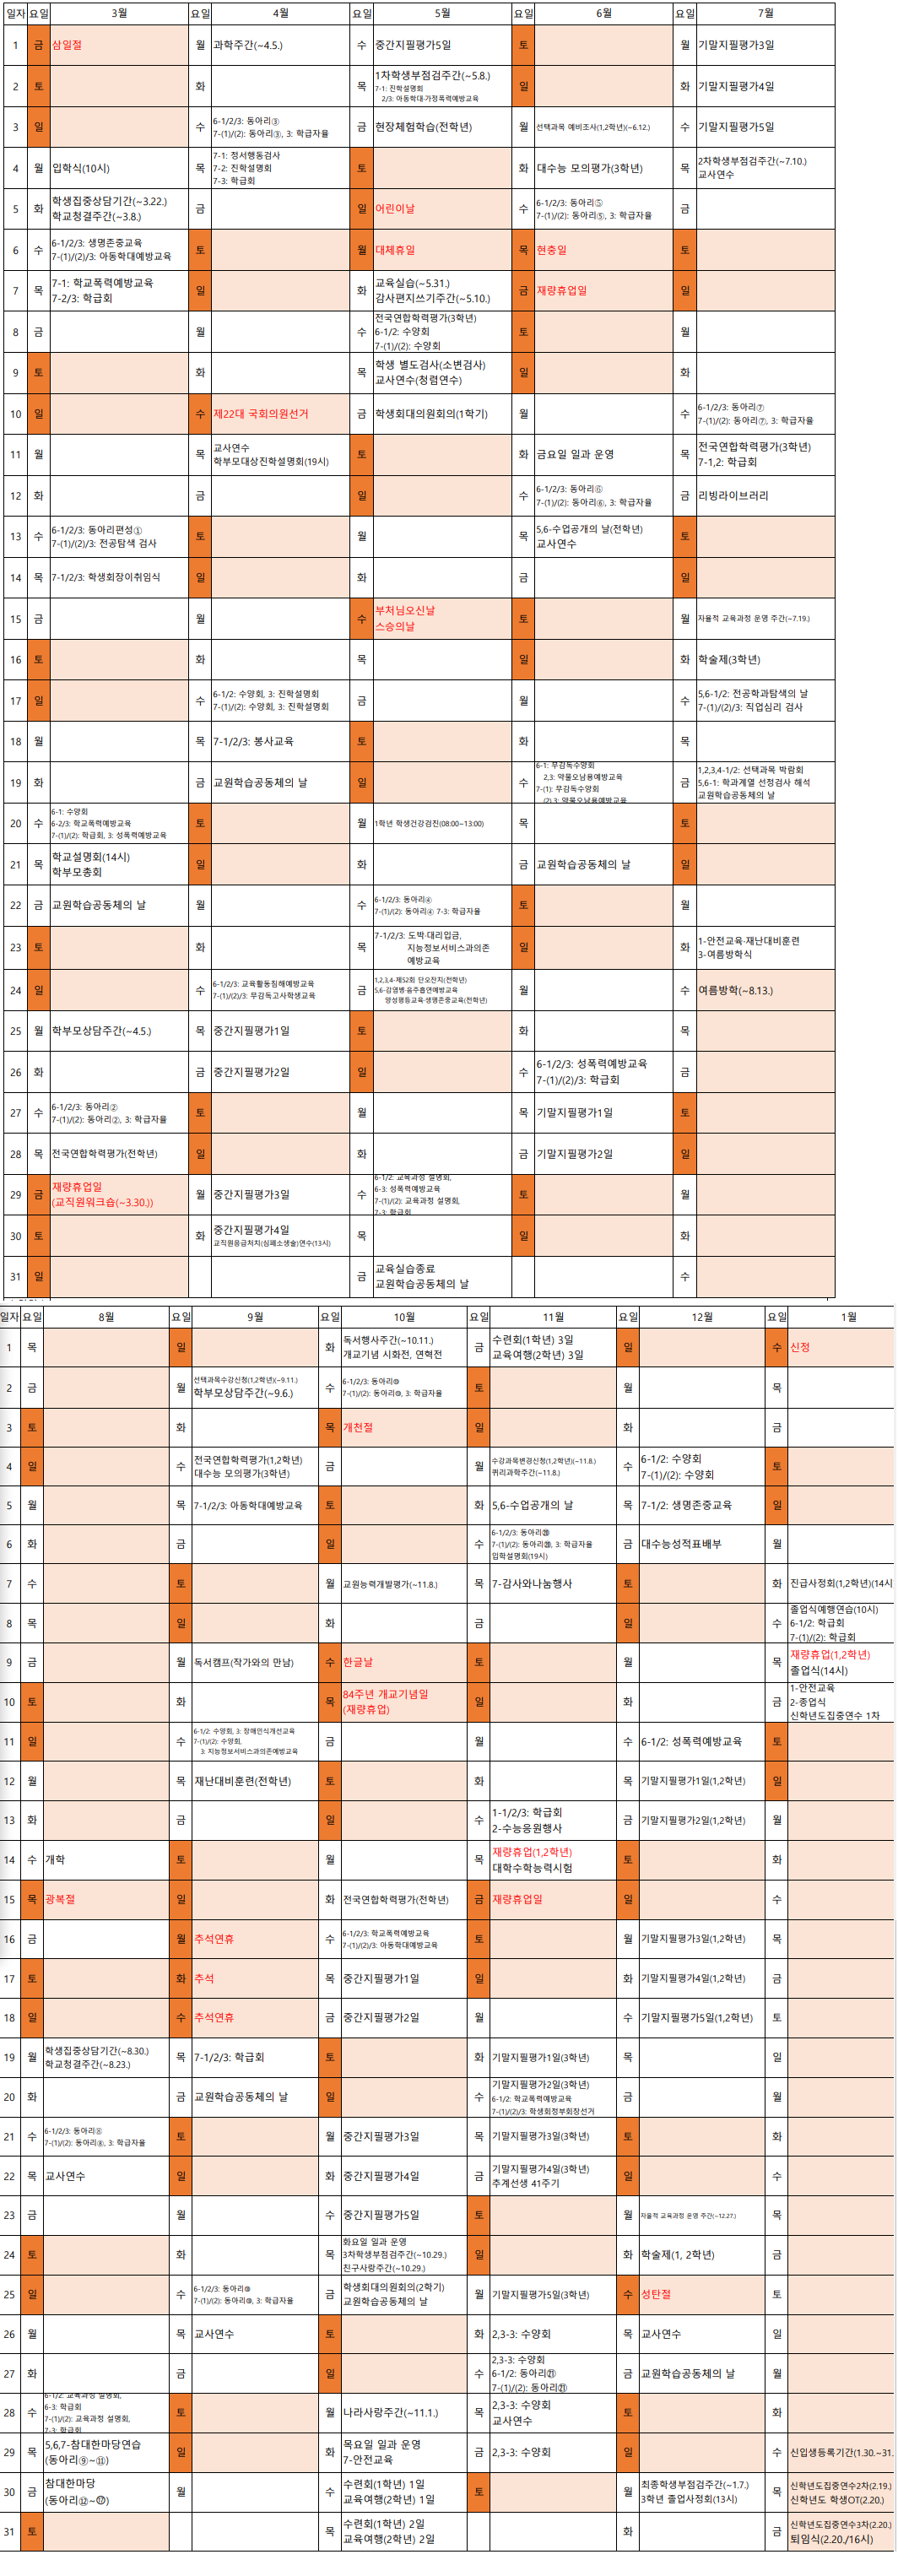 일자 요일 3월 요일 4월 요일 5월 요일 6월 요일 7월
1 금 삼일절 월 과학주간(~4.5.) 수 중간지필평가5일 토 월 기말지필평가3일
2 토 화 목 1차학생부점검주간(~5.8.)
7-1: 진학설명회
2/3: 아동학대·가정폭력예방교육
일 화 기말지필평가4일
3 일 수 6-1/2/3: 동아리③
7-(1)/(2): 동아리③, 3: 학급자율
금 현장체험학습(전학년) 월 선택과목 예비조사(1,2학년)(~6.12.) 수 기말지필평가5일
4 월 입학식(10시) 목 7-1: 정서행동검사
7-2: 진학설명회
7-3: 학급회
토 화 대수능 모의평가(3학년) 목 2차학생부점검주간(~7.10.)
교사연수
5 화 학생집중상담기간(~3.22.)
학교청결주간(~3.8.)
금 일 어린이날 수 6-1/2/3: 동아리⑤
7-(1)/(2): 동아리⑤, 3: 학급자율
금
6 수 6-1/2/3: 생명존중교육
7-(1)/(2)/3: 아동학대예방교육
토 월 대체휴일 목 현충일 토
7 목 7-1: 학교폭력예방교육
7-2/3: 학급회
일 화 교육실습(~5.31.)
감사편지쓰기주간(~5.10.)
금 재량휴업일 일
8 금 월 수 전국연합학력평가(3학년)
6-1/2: 수양회
7-(1)/(2): 수양회
토 월
9 토 화 목 학생 별도검사(소변검사)
교사연수(청렴연수)
일 화
10 일 수 제22대 국회의원선거 금 학생회대의원회의(1학기) 월 수 6-1/2/3: 동아리⑦
7-(1)/(2): 동아리⑦, 3: 학급자율
11 월 목 교사연수
학부모대상진학설명회(19시)
토 화 금요일 일과 운영 목 전국연합학력평가(3학년)
7-1,2: 학급회
12 화 금 일 수 6-1/2/3: 동아리⑥
7-(1)/(2): 동아리⑥, 3: 학급자율
금 리빙라이브러리
13 수 6-1/2/3: 동아리편성①
7-(1)/(2)/3: 전공탐색 검사
토 월 목 5,6-수업공개의 날(전학년)
교사연수
토
14 목 7-1/2/3: 학생회장이취임식 일 화 금 일
15 금 월 수 부처님오신날
스승의날
토 월 자율적 교육과정 운영 주간(~7.19.)
16 토 화 목 일 화 학술제(3학년)
17 일 수 6-1/2: 수양회, 3: 진학설명회
7-(1)/(2): 수양회, 3: 진학설명회
금 월 수 5,6-1/2: 전공학과탐색의 날
7-(1)/(2)/3: 직업심리 검사
18 월 목 7-1/2/3: 봉사교육 토 화 목
19 화 금 교원학습공동체의 날 일 수 6-1: 무감독수양회
2,3: 약물오남용예방교육
7-(1): 무감독수양회
(2),3: 약물오남용예방교육
금 1,2,3,4-1/2: 선택과목 박람회
5,6-1: 학과계열 선정검사 해석
교원학습공동체의 날
20 수 6-1: 수양회
6-2/3: 학교폭력예방교육
7-(1)/(2): 학급회, 3: 성폭력예방교육
토 월 1학년 학생건강검진(08:00~13:00) 목 토
21 목 학교설명회(14시)
학부모총회
일 화 금 교원학습공동체의 날 일
22 금 교원학습공동체의 날 월 수 6-1/2/3: 동아리④
7-(1)/(2): 동아리④ 7-3: 학급자율
토 월
23 토 화 목 7-1/2/3: 도박·대리입금,
지능정보서비스과의존
예방교육
일 화 1-안전교육·재난대비훈련
3-여름방학식
24 일 수 6-1/2/3: 교육활동침해예방교육
7-(1)/(2)/3: 무감독고사학생교육
금 1,2,3,4-제52회 단오잔치(전학년)
5,6-감염병·음주흡연예방교육
양성평등교육·생명존중교육(전학년)
월 수 여름방학(~8.13.)
25 월 학부모상담주간(~4.5.) 목 중간지필평가1일 토 화 목
26 화 금 중간지필평가2일 일 수 6-1/2/3: 성폭력예방교육
7-(1)/(2)/3: 학급회
금
27 수 6-1/2/3: 동아리②
7-(1)/(2): 동아리②, 3: 학급자율
토 월 목 기말지필평가1일 토
28 목 전국연합학력평가(전학년) 일 화 금 기말지필평가2일 일
29 금 재량휴업일
(교직원워크숍(~3.30.))
월 중간지필평가3일 수 6-1/2: 교육과정 설명회,
6-3: 성폭력예방교육
7-(1)/(2): 교육과정 설명회,
7-3: 학급회
토 월
30 토 화 중간지필평가4일
교직원응급처치(심폐소생술)연수(13시)
목 일 화
31 일 금 교육실습종료
교원학습공동체의 날
수
일자 요일 8월 요일 9월 요일 10월 요일 11월 요일 12월 요일 1월
1 목 일 화 독서행사주간(~10.11.)
개교기념 시화전, 연혁전
금 수련회(1학년) 3일
교육여행(2학년) 3일
일 수 신정
2 금 월 선택과목수강신청(1,2학년)(~9.11.)
학부모상담주간(~9.6.)
수 6-1/2/3: 동아리⑲
7-(1)/(2): 동아리⑲, 3: 학급자율
토 월 목
3 토 화 목 개천절 일 화 금
4 일 수 전국연합학력평가(1,2학년)
대수능 모의평가(3학년)
금 월 수강과목변경신청(1,2학년)(~11.8.)
퀴리과학주간(~11.8.)
수 6-1/2: 수양회
7-(1)/(2): 수양회
토
5 월 목 7-1/2/3: 아동학대예방교육 토 화 5,6-수업공개의 날 목 7-1/2: 생명존중교육 일
6 화 금 일 수 6-1/2/3: 동아리⑳
7-(1)/(2): 동아리⑳, 3: 학급자율
입학설명회(19시)
금 대수능성적표배부 월
7 수 토 월 교원능력개발평가(~11.8.) 목 7-감사와나눔행사 토 화 진급사정회(1,2학년)(14시
8 목 일 화 금 일 수 졸업식예행연습(10시)
6-1/2: 학급회
7-(1)/(2): 학급회
9 금 월 독서캠프(작가와의 만남) 수 한글날 토 월 목 재량휴업(1,2학년)
졸업식(14시)
10 토 화 목 84주년 개교기념일
(재량휴업)
일 화 금 1-안전교육
2-종업식
신학년도집중연수 1차
11 일 수 6-1/2: 수양회, 3: 장애인식개선교육
7-(1)/(2): 수양회,
3: 지능정보서비스과의존예방교육
금 월 수 6-1/2: 성폭력예방교육 토
12 월 목 재난대비훈련(전학년) 토 화 목 기말지필평가1일(1,2학년) 일
13 화 금 일 수 1-1/2/3: 학급회
2-수능응원행사
금 기말지필평가2일(1,2학년) 월
14 수 개학 토 월 목 재량휴업(1,2학년)
대학수학능력시험
토 화
15 목 광복절 일 화 전국연합학력평가(전학년) 금 재량휴업일 일 수
16 금 월 추석연휴 수 6-1/2/3: 학교폭력예방교육
7-(1)/(2)/3: 아동학대예방교육
토 월 기말지필평가3일(1,2학년) 목
17 토 화 추석 목 중간지필평가1일 일 화 기말지필평가4일(1,2학년) 금
18 일 수 추석연휴 금 중간지필평가2일 월 수 기말지필평가5일(1,2학년) 토
19 월 학생집중상담기간(~8.30.)
학교청결주간(~8.23.)
목 7-1/2/3: 학급회 토 화 기말지필평가1일(3학년) 목 일
20 화 금 교원학습공동체의 날 일 수 기말지필평가2일(3학년)
6-1/2: 학교폭력예방교육
7-(1)/(2)/3: 학생회정부회장선거
금 월
21 수 6-1/2/3: 동아리⑧
7-(1)/(2): 동아리⑧, 3: 학급자율
토 월 중간지필평가3일 목 기말지필평가3일(3학년) 토 화
22 목 교사연수 일 화 중간지필평가4일 금 기말지필평가4일(3학년)
추계선생 41주기
일 수
23 금 월 수 중간지필평가5일 토 월 자율적 교육과정 운영 주간(~12.27.) 목
24 토 화 목 화요일 일과 운영
3차학생부점검주간(~10.29.)
친구사랑주간(~10.29.)
일 화 학술제(1, 2학년) 금
25 일 수 6-1/2/3: 동아리⑱
7-(1)/(2): 동아리⑱, 3: 학급자율
금 학생회대의원회의(2학기)
교원학습공동체의 날
월 기말지필평가5일(3학년) 수 성탄절 토
26 월 목 교사연수 토 화 2,3-3: 수양회 목 교사연수 일
27 화 금 일 수 2,3-3: 수양회
6-1/2: 동아리㉑
7-(1)/(2): 동아리㉑
금 교원학습공동체의 날 월
28 수 6-1/2: 교육과정 설명회,
6-3: 학급회
7-(1)/(2): 교육과정 설명회,
7-3: 학급회
토 월 나라사랑주간(~11.1.) 목 2,3-3: 수양회
교사연수
토 화
29 목 5,6,7-참대한마당연습
(동아리⑨~⑪)
일 화 목요일 일과 운영
7-안전교육
금 2,3-3: 수양회 일 수 신입생등록기간(1.30.~31.
30 금 참대한마당
(동아리⑫~⑰)
월 수 수련회(1학년) 1일
교육여행(2학년) 1일
토 월 최종학생부점검주간(~1.7.)
3학년 졸업사정회(13시)
목 신학년도집중연수2차(2.19.)
신학년도 학생OT(2.20.)
31 토 목 수련회(1학년) 2일
교육여행(2학년) 2일
화 금 신학년도집중연수3차(2.20.)
퇴임식(2.20./16시)